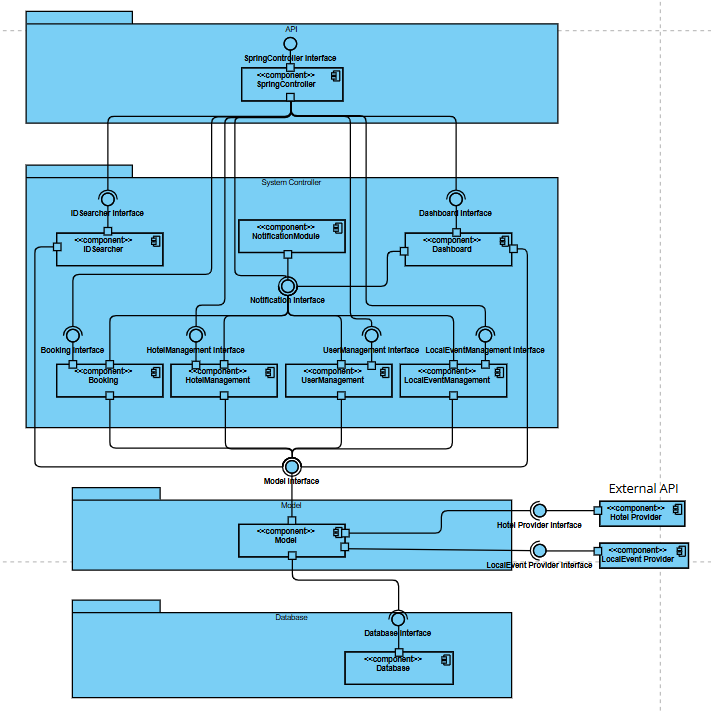 API
SpringController Interface
<<component>>
SpringController
System Controller
IDSearcher Interface
Dashboard Interface
<<component>>
IDSearcher
<<component>>
NotificationModule
<<component>>
Dashboard
Notification Interface
Booking Interface
HotelManagement Interface
UserManagement Interface
LocalEventManagement Interface
<<component>>
Booking
<<component>>
HotelManagement
<<component>>
UserManagement
<<component>>
LocalEventManagement
Model Interface
External API
Model
<<component>>
Model
Hotel Provider Interface
<<component>>
Hotel Provider
LocalEvent Provider Interface
<<component>>
LocalEvent Provider
Database
Database Interface
<<component>>
Database